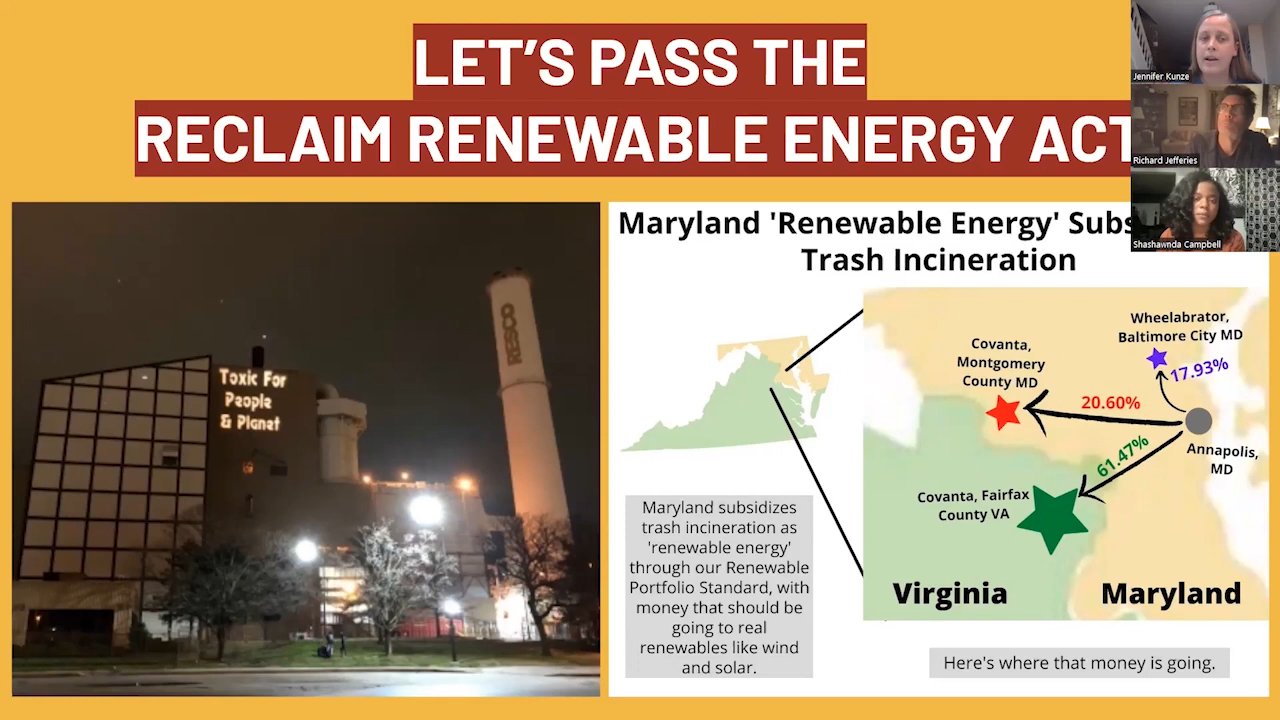 LET'S PASS THE
RECLAIM RENEWABLE ENERGY ACT
Jennifer Kunze
Richard Jefferies
Shashawnda Campbell
RESCO
Toxic For
People
& Planet
Maryland 'Renewable Energy' Subs
Trash Incineration
Wheelabrator,
Baltimore City MD
17.93%
Covanta,
Montgomery
County MD
20.60%
Annapolis,
MD
61.47%
Covanta, Fairfax
County VA
Virginia
Maryland
Maryland subsidizes
trash incineration as
'renewable energy'
through our Renewable
Portfolio Standard, with
money that should be
going to real
renewables like wind
and solar.
Here's where that money is going.